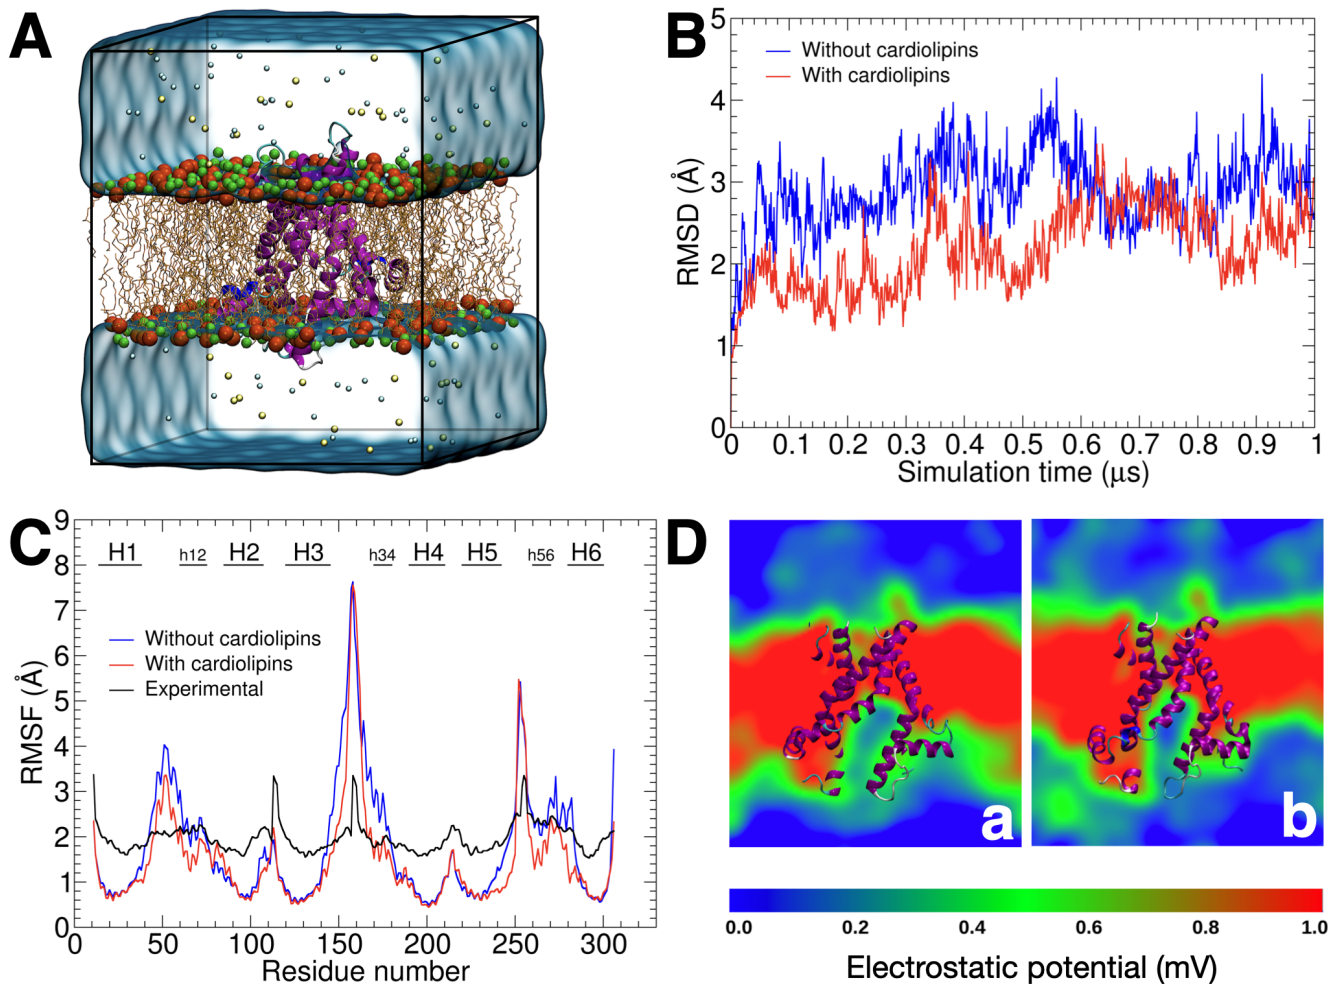 A
B
5
4
3
2
1
0
RMSD (Å)
Without cardiolipins
With cardiolipins
0 0.1 0.2 0.3 0.4 0.5 0.6 0.7 0.8 0.9 1
Simulation time (μs)
C
9
8
7
6
5
4
3
2
1
0
RMSF (Å)
H1 h12 H2 H3 h34 H4 H5 h56 H6
Without cardiolipins
With cardiolipins
Experimental
0 50 100 150 200 250 300
Residue number
D
a
b
0.0 0.2 0.4 0.6 0.8 1.0
Electrostatic potential (mV)